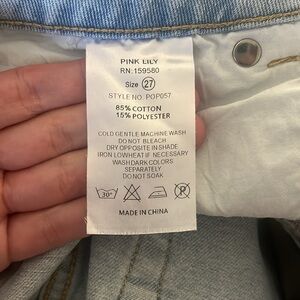 PINK LILY
RN:159580
Size 27
STYLE NO. POP057
85% COTTON
15% POLYESTER
COLD GENTLE MACHINE WASH
DO NOT BLEACH
DRY OPPOSITE IN SHADE
IRON LOWHEAT IF NECESSARY
WASH DARK COLORS
SEPARATELY
DO NOT SOAK
30° P
MADE IN CHINA